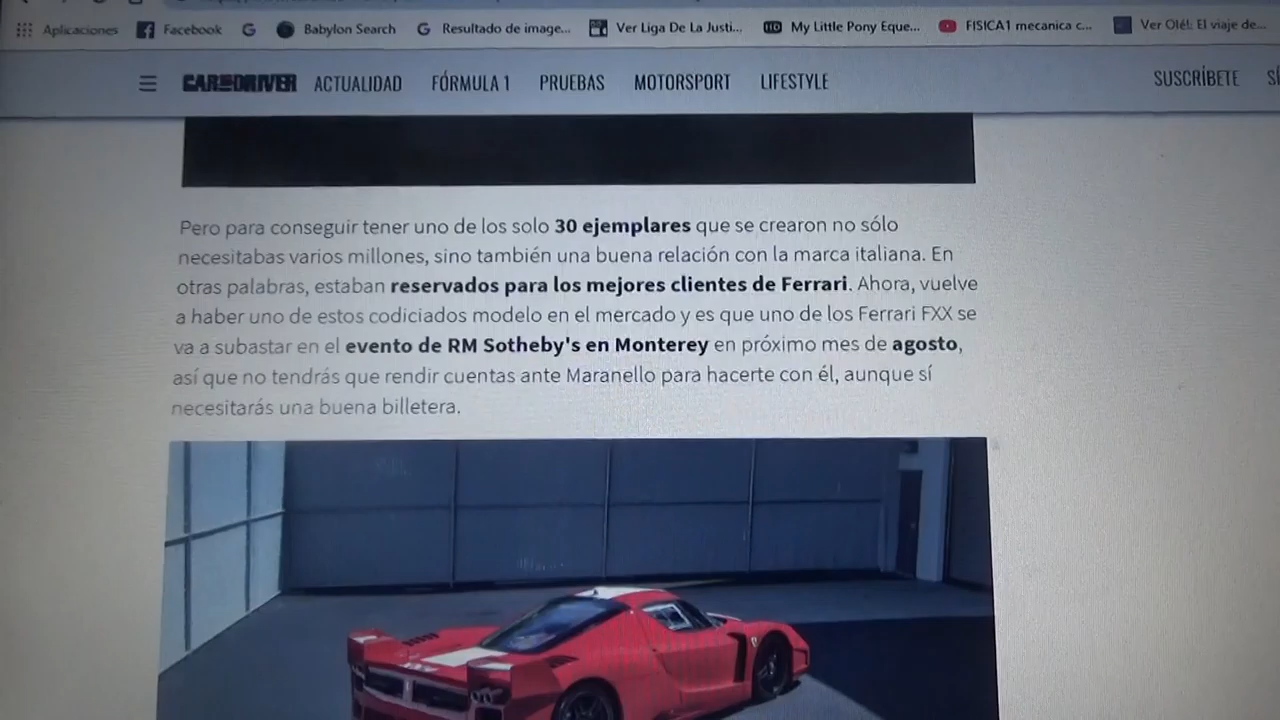 Aplicaciones Facebook Babylon Search Resultado de image... Ver Liga De La Justi... My Little Pony Eque... FISICA1 mecanica c... Ver Olé!: El viaje de...
CAR AND DRIVER ACTUALIDAD FÓRMULA 1 PRUEBAS MOTORSPORT LIFESTYLE SUSCRÍBETE
Pero para conseguir tener uno de los solo 30 ejemplares que se crearon no sólo
necesitabas varios millones, sino también una buena relación con la marca italiana. En
otras palabras, estaban reservados para los mejores clientes de Ferrari. Ahora, vuelve
a haber uno de estos codiciados modelo en el mercado y es que uno de los Ferrari FXX se
va a subastar en el evento de RM Sotheby's en Monterey en próximo mes de agosto,
así que no tendrás que rendir cuentas ante Maranello para hacerte con él, aunque sí
necesitarás una buena billetera.